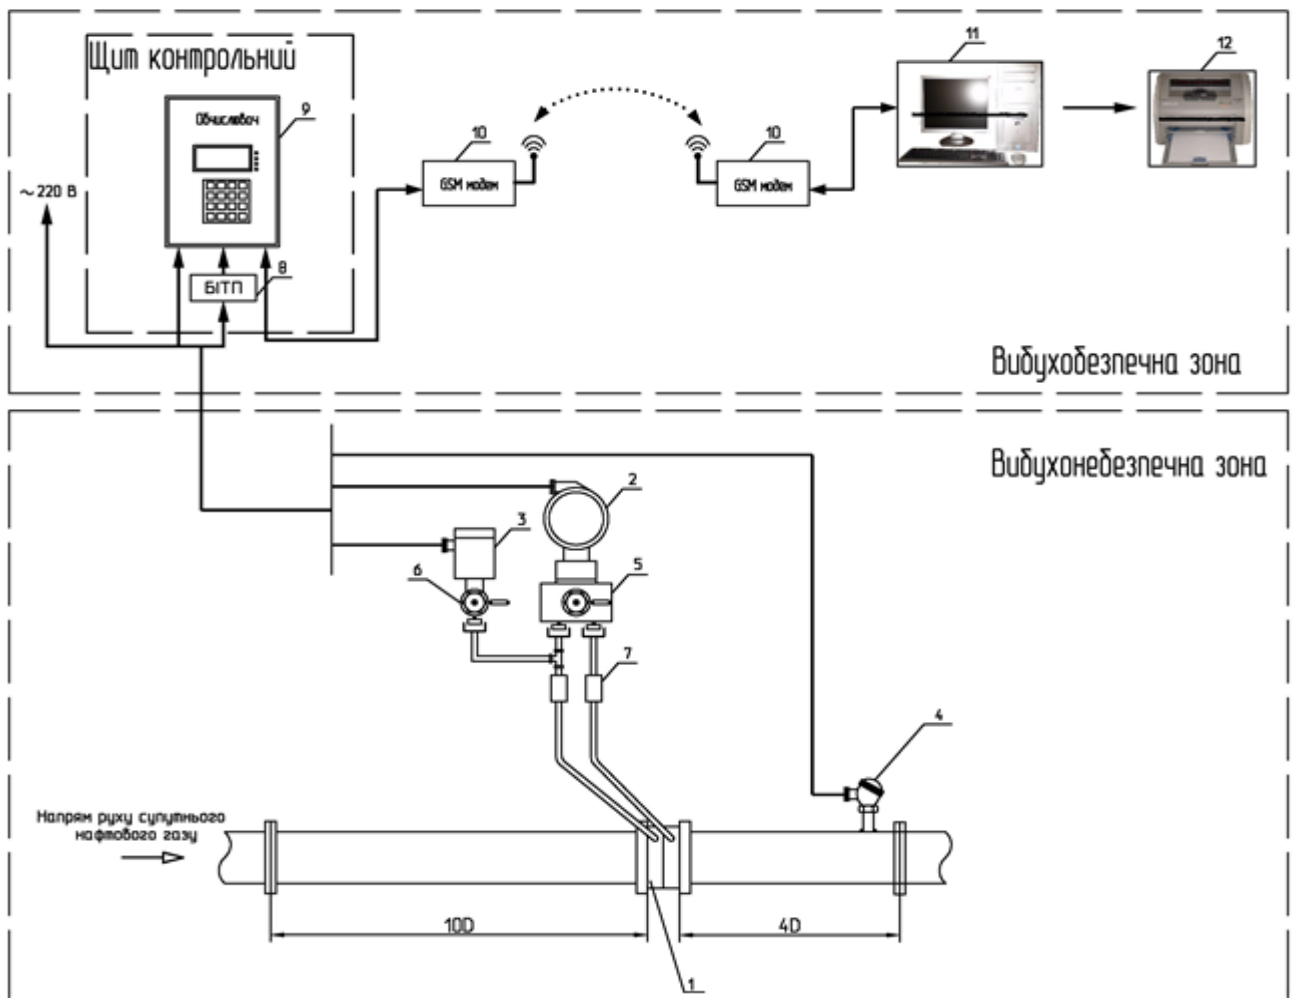 Щит контрольний
11
12
9
Обчислювач
10
10
~ 220 В
GSM модем
GSM модем
8
БІТП
Вибухобезпечна зона
Вибухонебезпечна зона
2
3
5
6
7
4
Напрям руху супутнього
нафтового газу
10D
4D
1